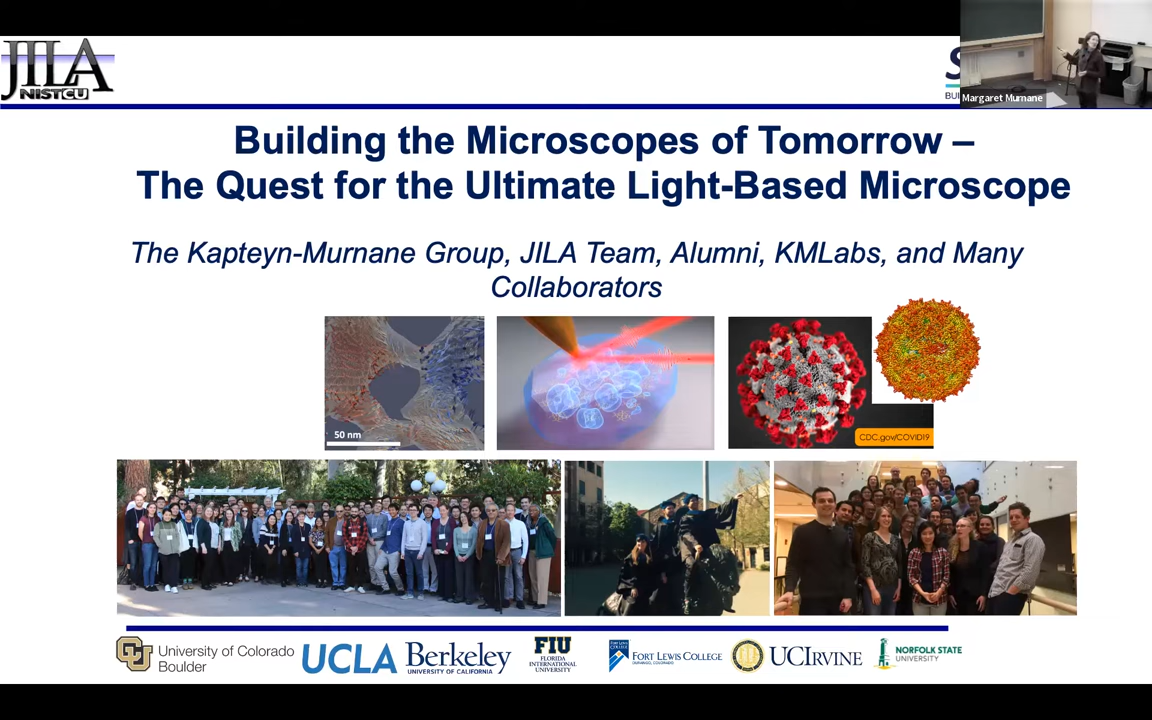 JILA
NIST CU
S
BUI
Margaret Murnane
Building the Microscopes of Tomorrow –
The Quest for the Ultimate Light-Based Microscope
The Kapteyn-Murnane Group, JILA Team, Alumni, KMLabs, and Many
Collaborators
50 nm
CDC.gov/COVID19
University of Colorado
Boulder
UCLA
Berkeley
UNIVERSITY OF CALIFORNIA
FIU
FLORIDA
INTERNATIONAL
UNIVERSITY
FORT LEWIS COLLEGE
DURANGO, COLORADO
UCIRVINE
NORFOLK STATE
UNIVERSITY